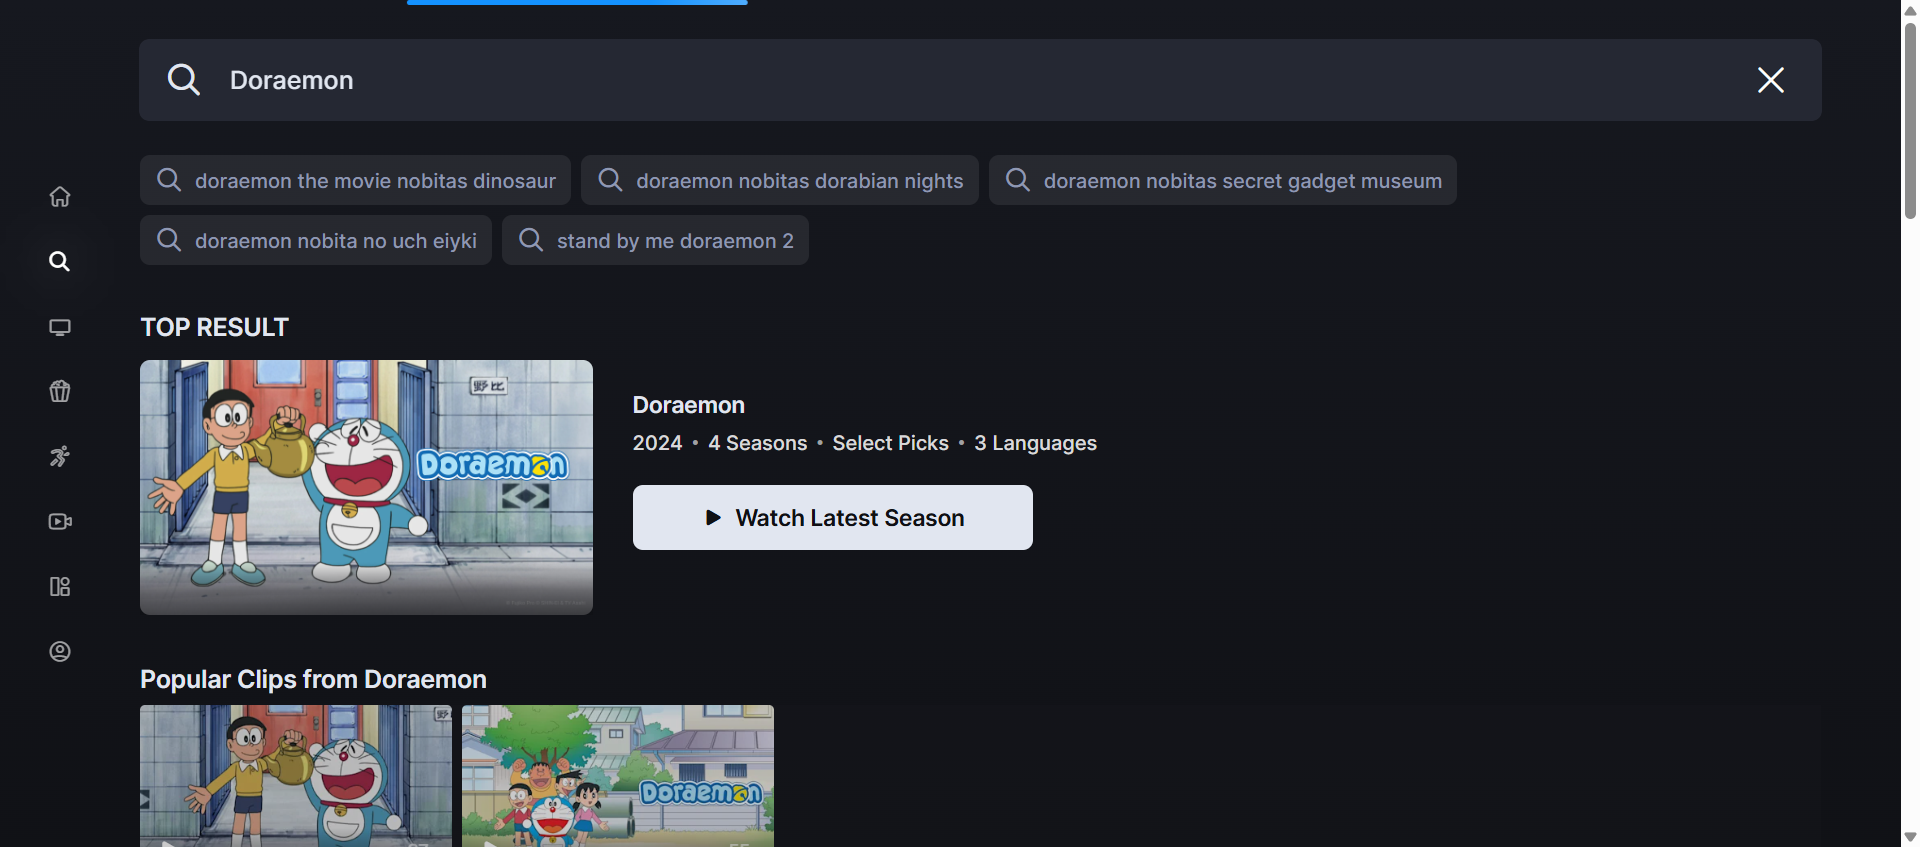 Doraemon
doraemon the movie nobitas dinosaur
doraemon nobitas dorabian nights
doraemon nobitas secret gadget museum
doraemon nobita no uch eiyki
stand by me doraemon 2
TOP RESULT
野比
Doraemon
Doraemon
2024 • 4 Seasons • Select Picks • 3 Languages
Watch Latest Season
Popular Clips from Doraemon
野比
Doraemon